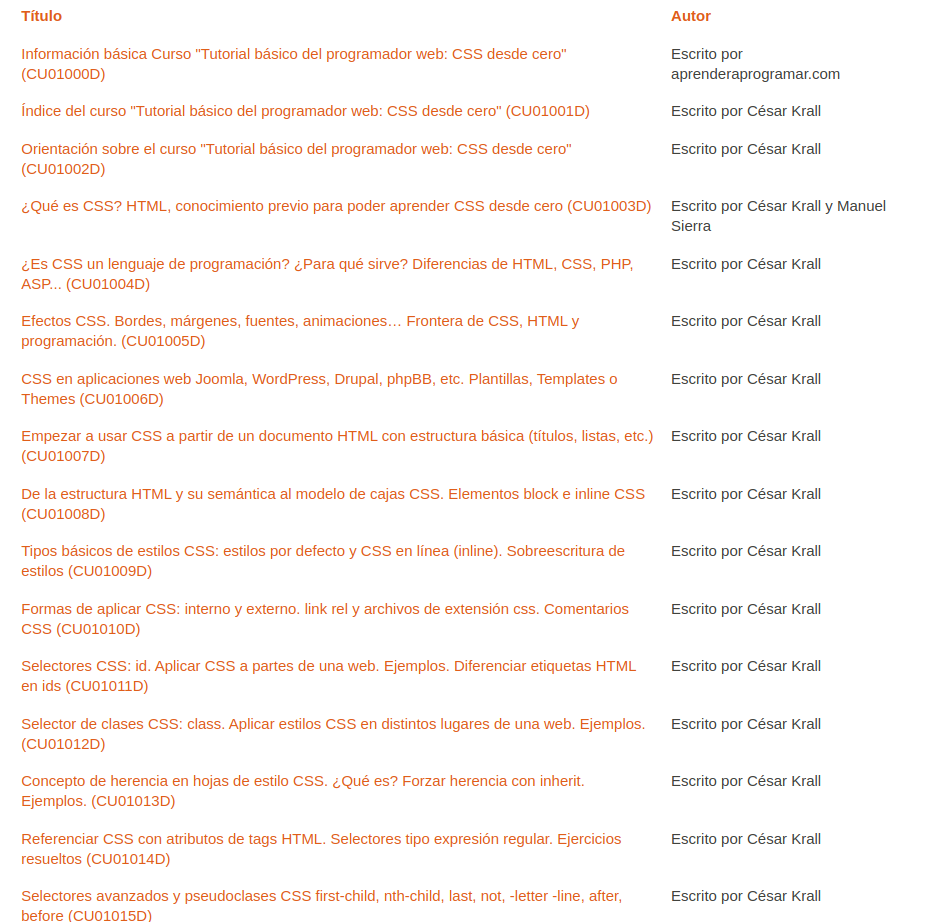 Título Autor
Información básica Curso "Tutorial básico del programador web: CSS desde cero" Escrito por
(CU01000D) aprenderaprogramar.com
Índice del curso "Tutorial básico del programador web: CSS desde cero" (CU01001D) Escrito por César Krall
Orientación sobre el curso "Tutorial básico del programador web: CSS desde cero" Escrito por César Krall
(CU01002D)
¿Qué es CSS? HTML, conocimiento previo para poder aprender CSS desde cero (CU01003D) Escrito por César Krall y Manuel
Sierra
¿Es CSS un lenguaje de programación? ¿Para qué sirve? Diferencias de HTML, CSS, PHP, Escrito por César Krall
ASP... (CU01004D)
Efectos CSS. Bordes, márgenes, fuentes, animaciones… Frontera de CSS, HTML y Escrito por César Krall
programación. (CU01005D)
CSS en aplicaciones web Joomla, WordPress, Drupal, phpBB, etc. Plantillas, Templates o Escrito por César Krall
Themes (CU01006D)
Empezar a usar CSS a partir de un documento HTML con estructura básica (títulos, listas, etc.) Escrito por César Krall
(CU01007D)
De la estructura HTML y su semántica al modelo de cajas CSS. Elementos block e inline CSS Escrito por César Krall
(CU01008D)
Tipos básicos de estilos CSS: estilos por defecto y CSS en línea (inline). Sobreescritura de Escrito por César Krall
estilos (CU01009D)
Formas de aplicar CSS: interno y externo. link rel y archivos de extensión css. Comentarios Escrito por César Krall
CSS (CU01010D)
Selectores CSS: id. Aplicar CSS a partes de una web. Ejemplos. Diferenciar etiquetas HTML Escrito por César Krall
en ids (CU01011D)
Selector de clases CSS: class. Aplicar estilos CSS en distintos lugares de una web. Ejemplos. Escrito por César Krall
(CU01012D)
Concepto de herencia en hojas de estilo CSS. ¿Qué es? Forzar herencia con inherit. Escrito por César Krall
Ejemplos. (CU01013D)
Referenciar CSS con atributos de tags HTML. Selectores tipo expresión regular. Ejercicios Escrito por César Krall
resueltos (CU01014D)
Selectores avanzados y pseudoclases CSS first-child, nth-child, last, not, -letter -line, after, Escrito por César Krall
before (CU01015D)